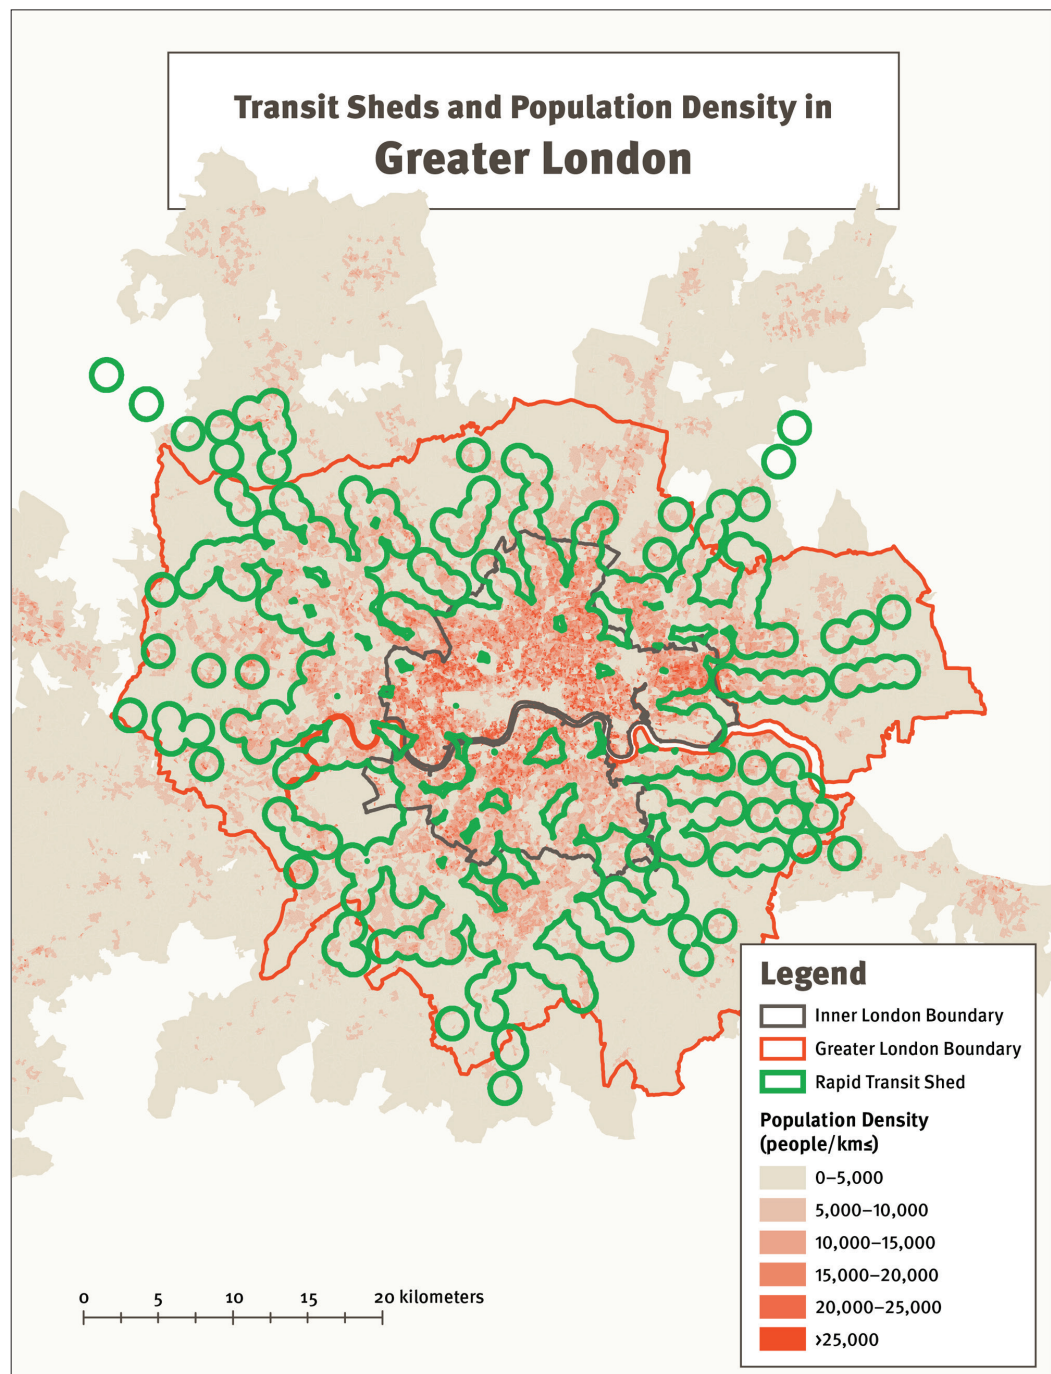 Transit Sheds and Population Density in
Greater London
Legend
Inner London Boundary
Greater London Boundary
Rapid Transit Shed
Population Density
(people/km≤)
0–5,000
5,000–10,000
10,000–15,000
15,000–20,000
20,000–25,000
>25,000
0 5 10 15 20 kilometers